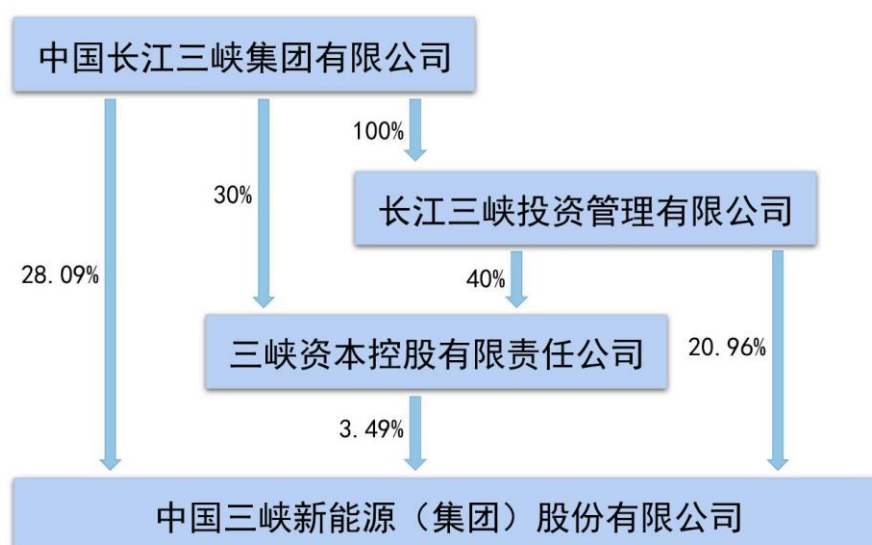 中国长江三峡集团有限公司
100%
30%
长江三峡投资管理有限公司
28.09%
40%
三峡资本控股有限责任公司
20.96%
3.49%
中国三峡新能源（集团）股份有限公司